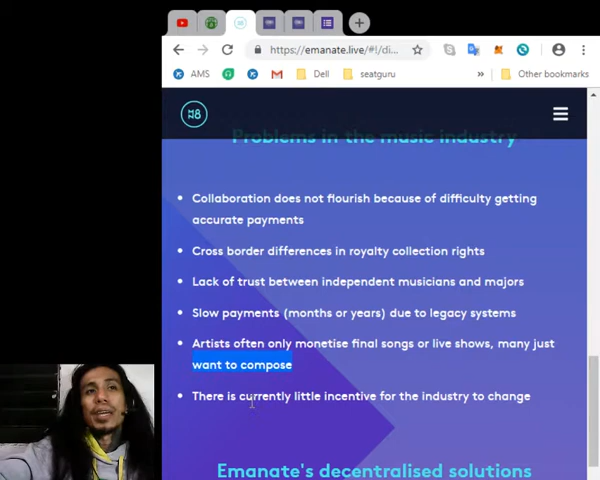 https://emanate.live/#!/di...
AMS
Dell
seatguru
»
Other bookmarks
Problems in the music industry
• Collaboration does not flourish because of difficulty getting
accurate payments
• Cross border differences in royalty collection rights
• Lack of trust between independent musicians and majors
• Slow payments (months or years) due to legacy systems
• Artists often only monetise final songs or live shows, many just
want to compose
• There is currently little incentive for the industry to change
Emanate's decentralised solutions